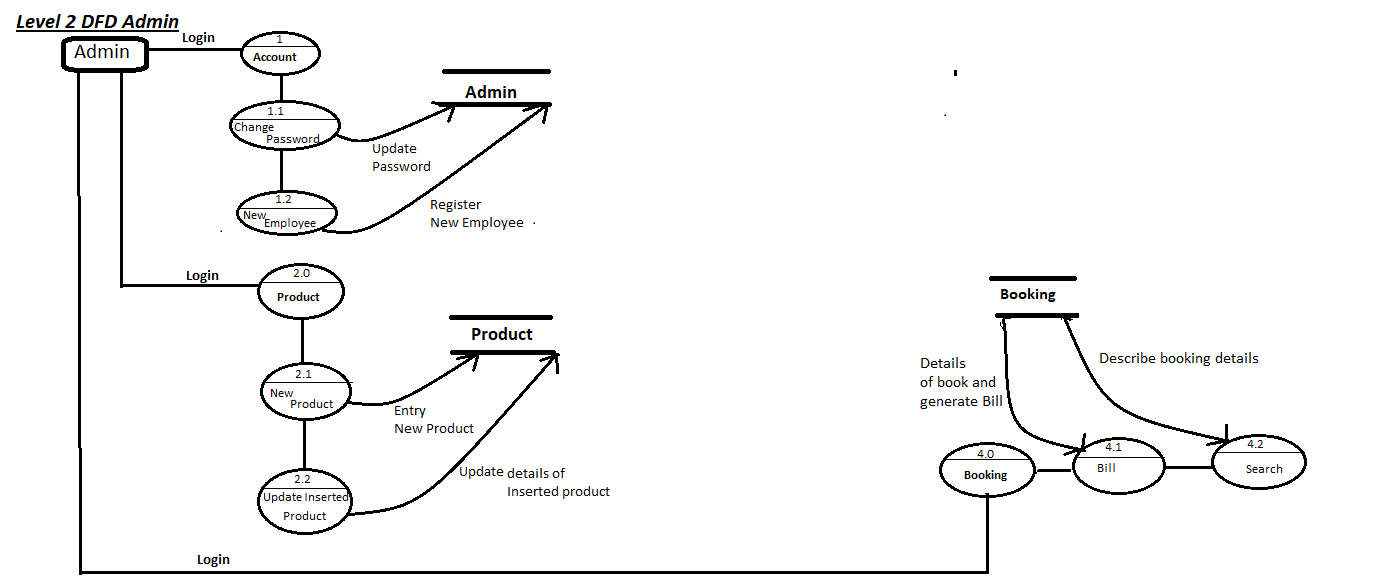 Level 2 DFD Admin
Admin
Login
1
Account
1.1
Change
Password
Update
Password
Admin
1.2
New
Employee
Register
New Employee
Login
2.0
Product
2.1
New
Product
Entry
New Product
Product
2.2
Update Inserted
Product
Update details of
Inserted product
Booking
Details
of book and
generate Bill
Describe booking details
4.0
Booking
4.1
Bill
4.2
Search
Login